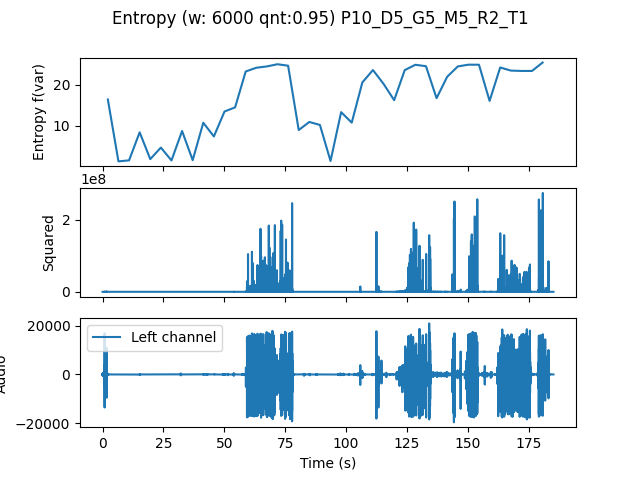 Entropy (w: 6000 qnt:0.95) P10_D5_G5_M5_R2_T1
Entropy f(var)
20
10
1e8
Squared
2
0
Audio
20000
0
−20000
Left channel
0
25
50
75
100
125
150
175
Time (s)